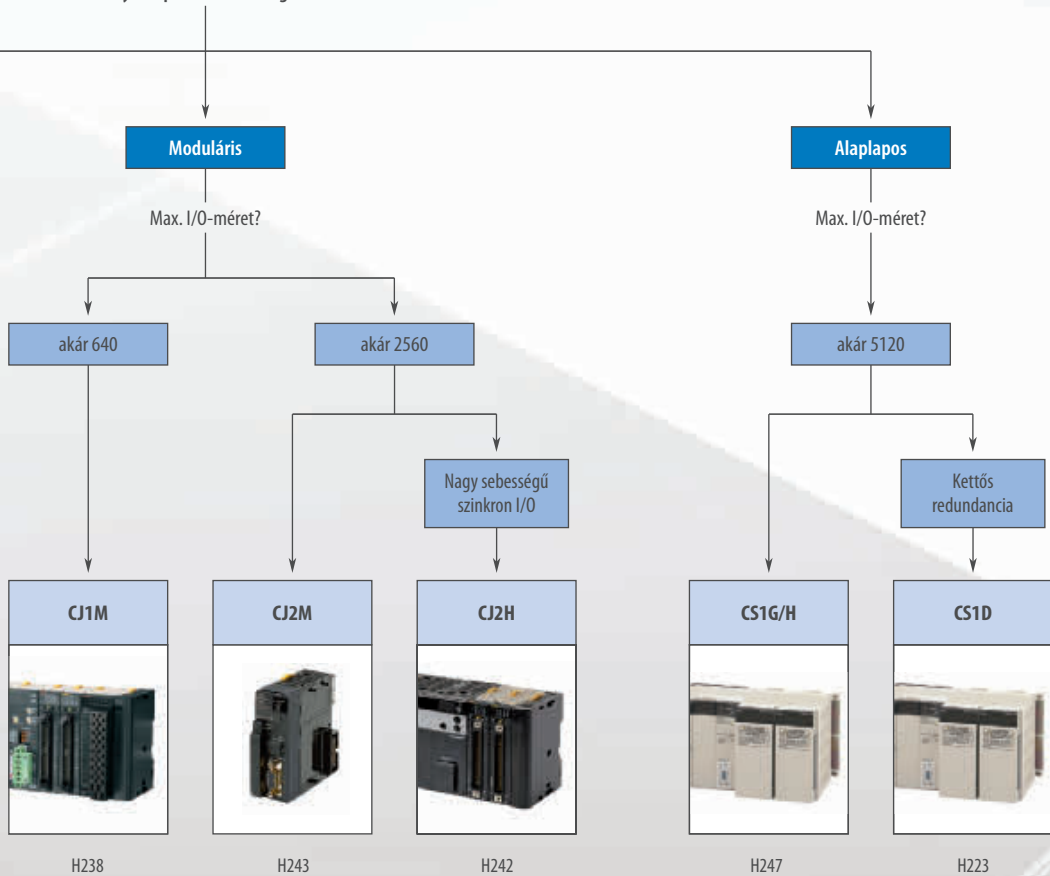 Moduláris
Alaplapos
Max. I/O-méret?
Max. I/O-méret?
akár 640
akár 2560
akár 5120
Nagy sebességű
szinkron I/O
Kettős
redundancia
CJ1M
CJ2M
CJ2H
CS1G/H
CS1D
H238
H243
H242
H247
H223